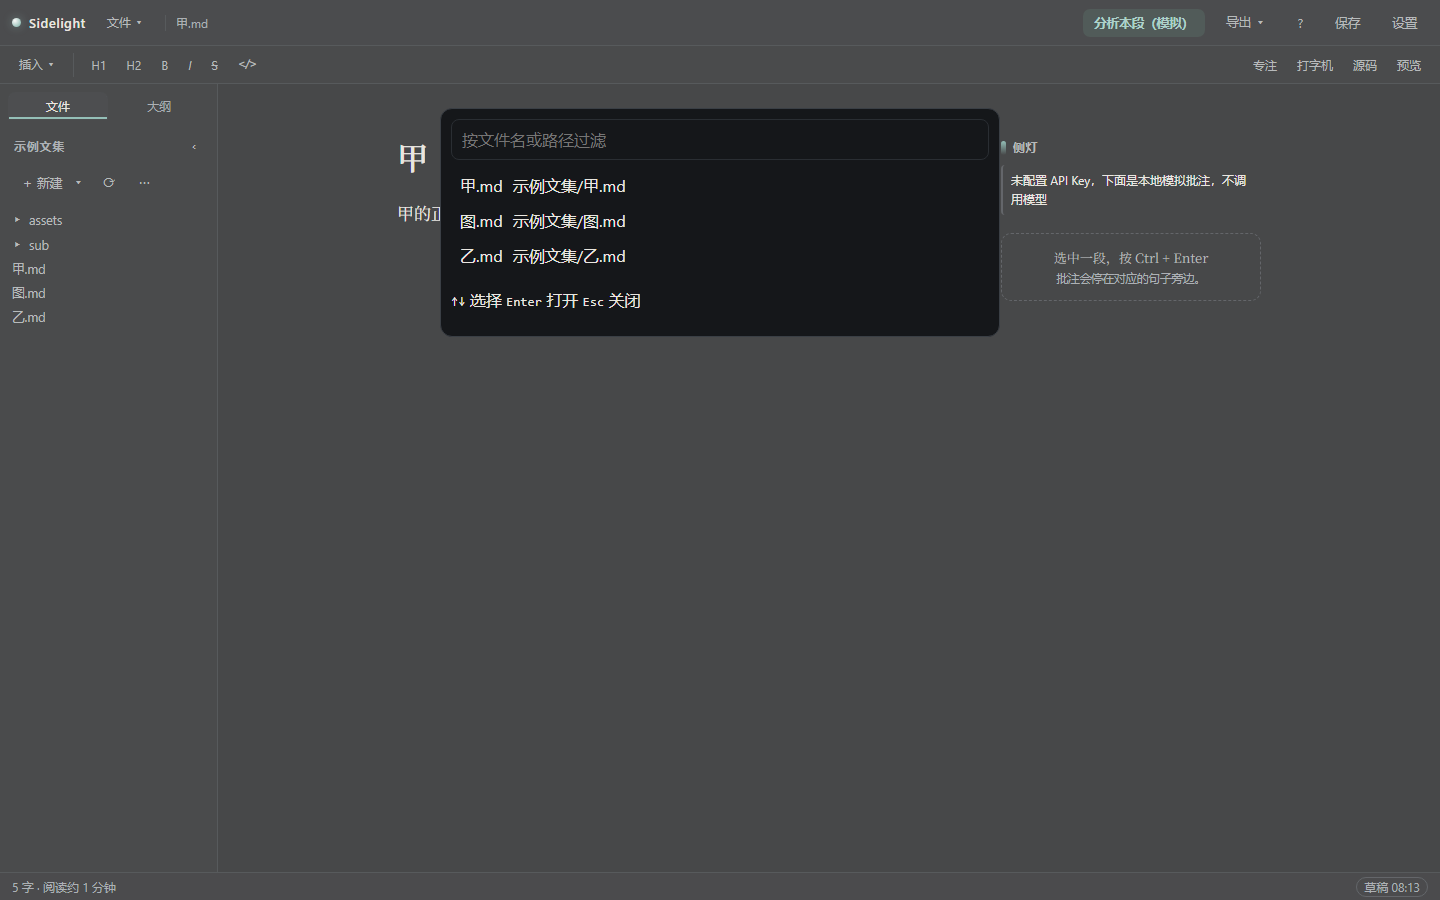 Sidelight 文件 甲.md 分析本段（模拟） 导出 ? 保存 设置
插入 H1 H2 B I S </> 专注 打字机 源码 预览
文件 大纲
示例文集
+ 新建 ···
assets
sub
甲.md
图.md
乙.md
甲
甲的正
按文件名或路径过滤
甲.md 示例文集/甲.md
图.md 示例文集/图.md
乙.md 示例文集/乙.md
↑↓ 选择 Enter 打开 Esc 关闭
侧灯
未配置 API Key，下面是本地模拟批注，不调
用模型
选中一段，按 Ctrl + Enter
批注会停在对应的句子旁边。
5 字 · 阅读约 1 分钟
草稿 08:13